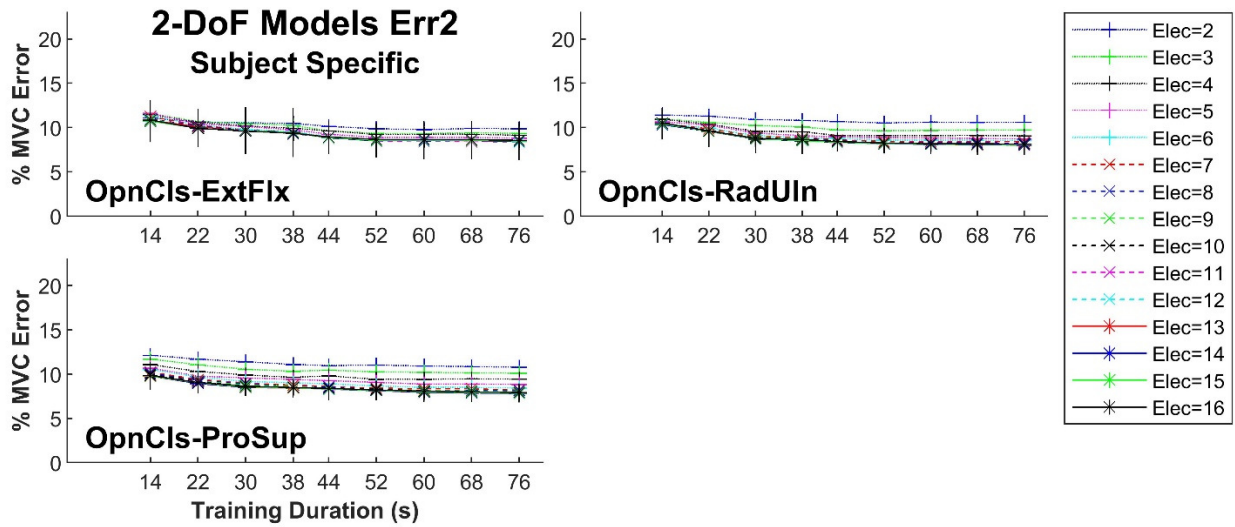 2-DoF Models Err2
Subject Specific
% MVC Error
20
15
10
5
0
OpnCls-ExtFlx
14 22 30 38 44 52 60 68 76
20
15
10
5
0
OpnCls-RadUln
14 22 30 38 44 52 60 68 76
% MVC Error
20
15
10
5
0
OpnCls-ProSup
14 22 30 38 44 52 60 68 76
Training Duration (s)
Elec=2
Elec=3
Elec=4
Elec=5
Elec=6
Elec=7
Elec=8
Elec=9
Elec=10
Elec=11
Elec=12
Elec=13
Elec=14
Elec=15
Elec=16